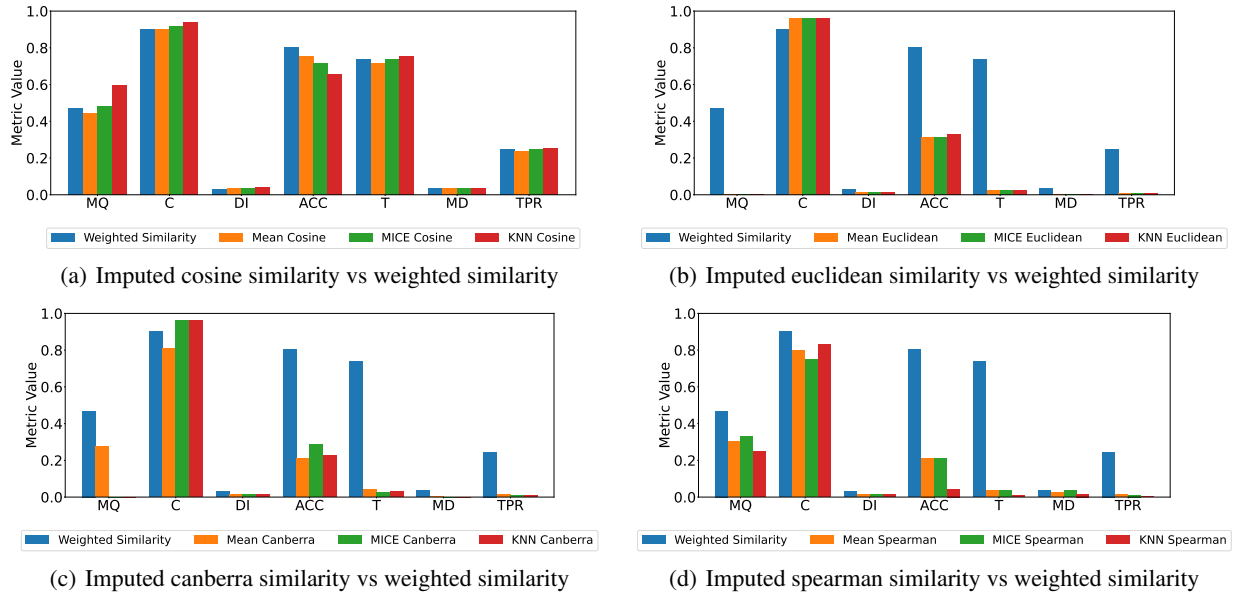 1.0
0.8
0.6
0.4
0.2
0.0
Metric Value
MQ C DI ACC T MD TPR
Weighted Similarity Mean Cosine MICE Cosine KNN Cosine
(a) Imputed cosine similarity vs weighted similarity
1.0
0.8
0.6
0.4
0.2
0.0
Metric Value
MQ C DI ACC T MD TPR
Weighted Similarity Mean Euclidean MICE Euclidean KNN Euclidean
(b) Imputed euclidean similarity vs weighted similarity
1.0
0.8
0.6
0.4
0.2
0.0
Metric Value
MQ C DI ACC T MD TPR
Weighted Similarity Mean Canberra MICE Canberra KNN Canberra
(c) Imputed canberra similarity vs weighted similarity
1.0
0.8
0.6
0.4
0.2
0.0
Metric Value
MQ C DI ACC T MD TPR
Weighted Similarity Mean Spearman MICE Spearman KNN Spearman
(d) Imputed spearman similarity vs weighted similarity